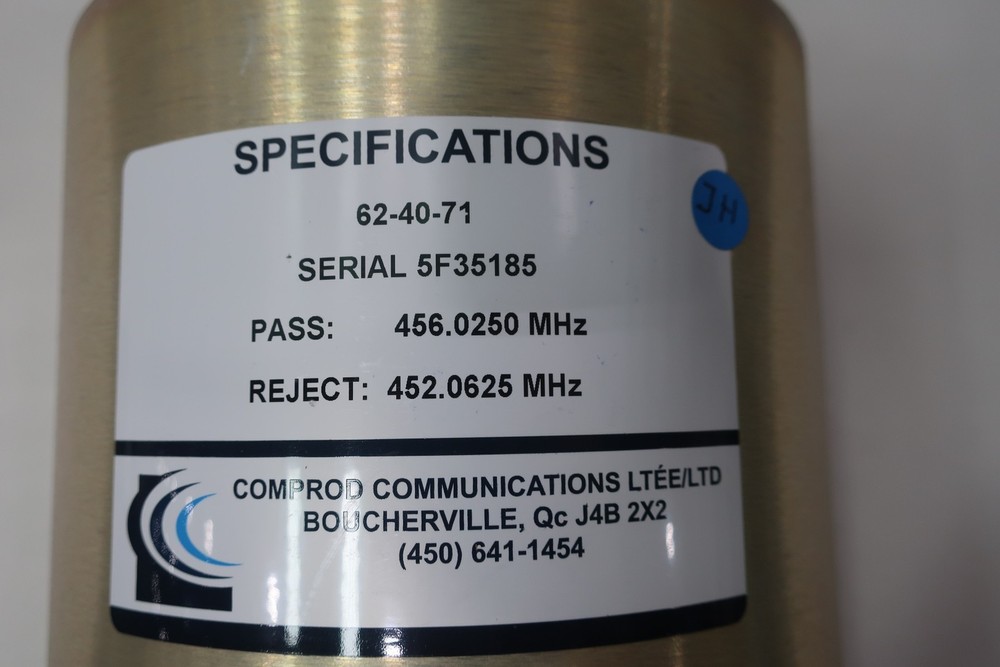 SPECIFICATIONS
62-40-71
JH
SERIAL 5F35185
PASS: 456.0250 MHz
REJECT: 452.0625 MHz
COMPROD COMMUNICATIONS LTÉE/LTD
BOUCHERVILLE, Qc J4B 2X2
(450) 641-1454